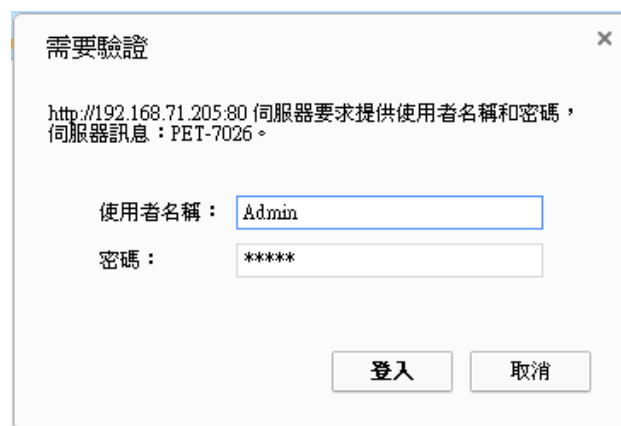 需要驗證
http://192.168.71.205:80 伺服器要求提供使用者名稱和密碼，
伺服器訊息：PET-7026。
使用者名稱： Admin
密碼： *****
登入 取消